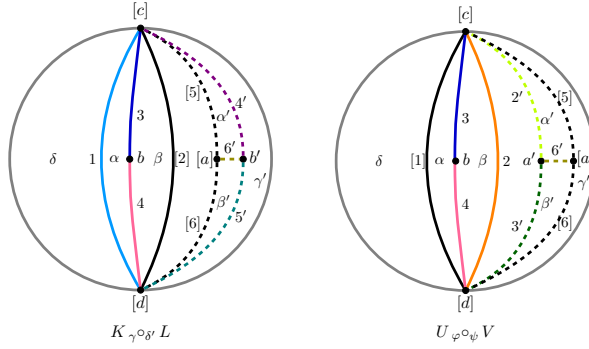 [c] [c]
[5] 4′ 2′ [5]
3 α′ 3 α′
6′ 6′
δ 1 α b β [2] [a] b′ δ [1] α b β 2 a′ [a
γ′ γ′
4 β′ 4 β′
[6] 5′ 3′ [6]
[d] [d]
K γ∘δ′ L U φ∘ψ V